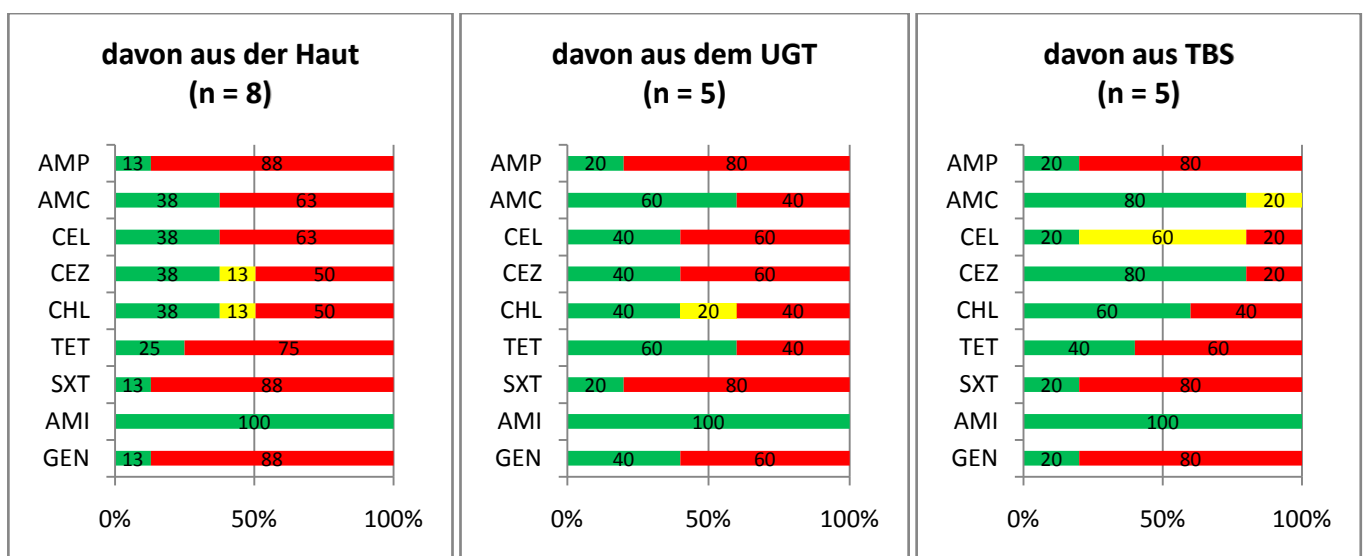 davon aus der Haut
(n = 8)
AMP 13 88
AMC 38 63
CEL 38 63
CEZ 38 13 50
CHL 38 13 50
TET 25 75
SXT 13 88
AMI 100
GEN 13 88
0% 50% 100%
davon aus dem UGT
(n = 5)
AMP 20 80
AMC 60 40
CEL 40 60
CEZ 40 60
CHL 40 20 40
TET 60 40
SXT 20 80
AMI 100
GEN 40 60
0% 50% 100%
davon aus TBS
(n = 5)
AMP 20 80
AMC 80 20
CEL 20 60 20
CEZ 80 20
CHL 60 40
TET 40 60
SXT 20 80
AMI 100
GEN 20 80
0% 50% 100%